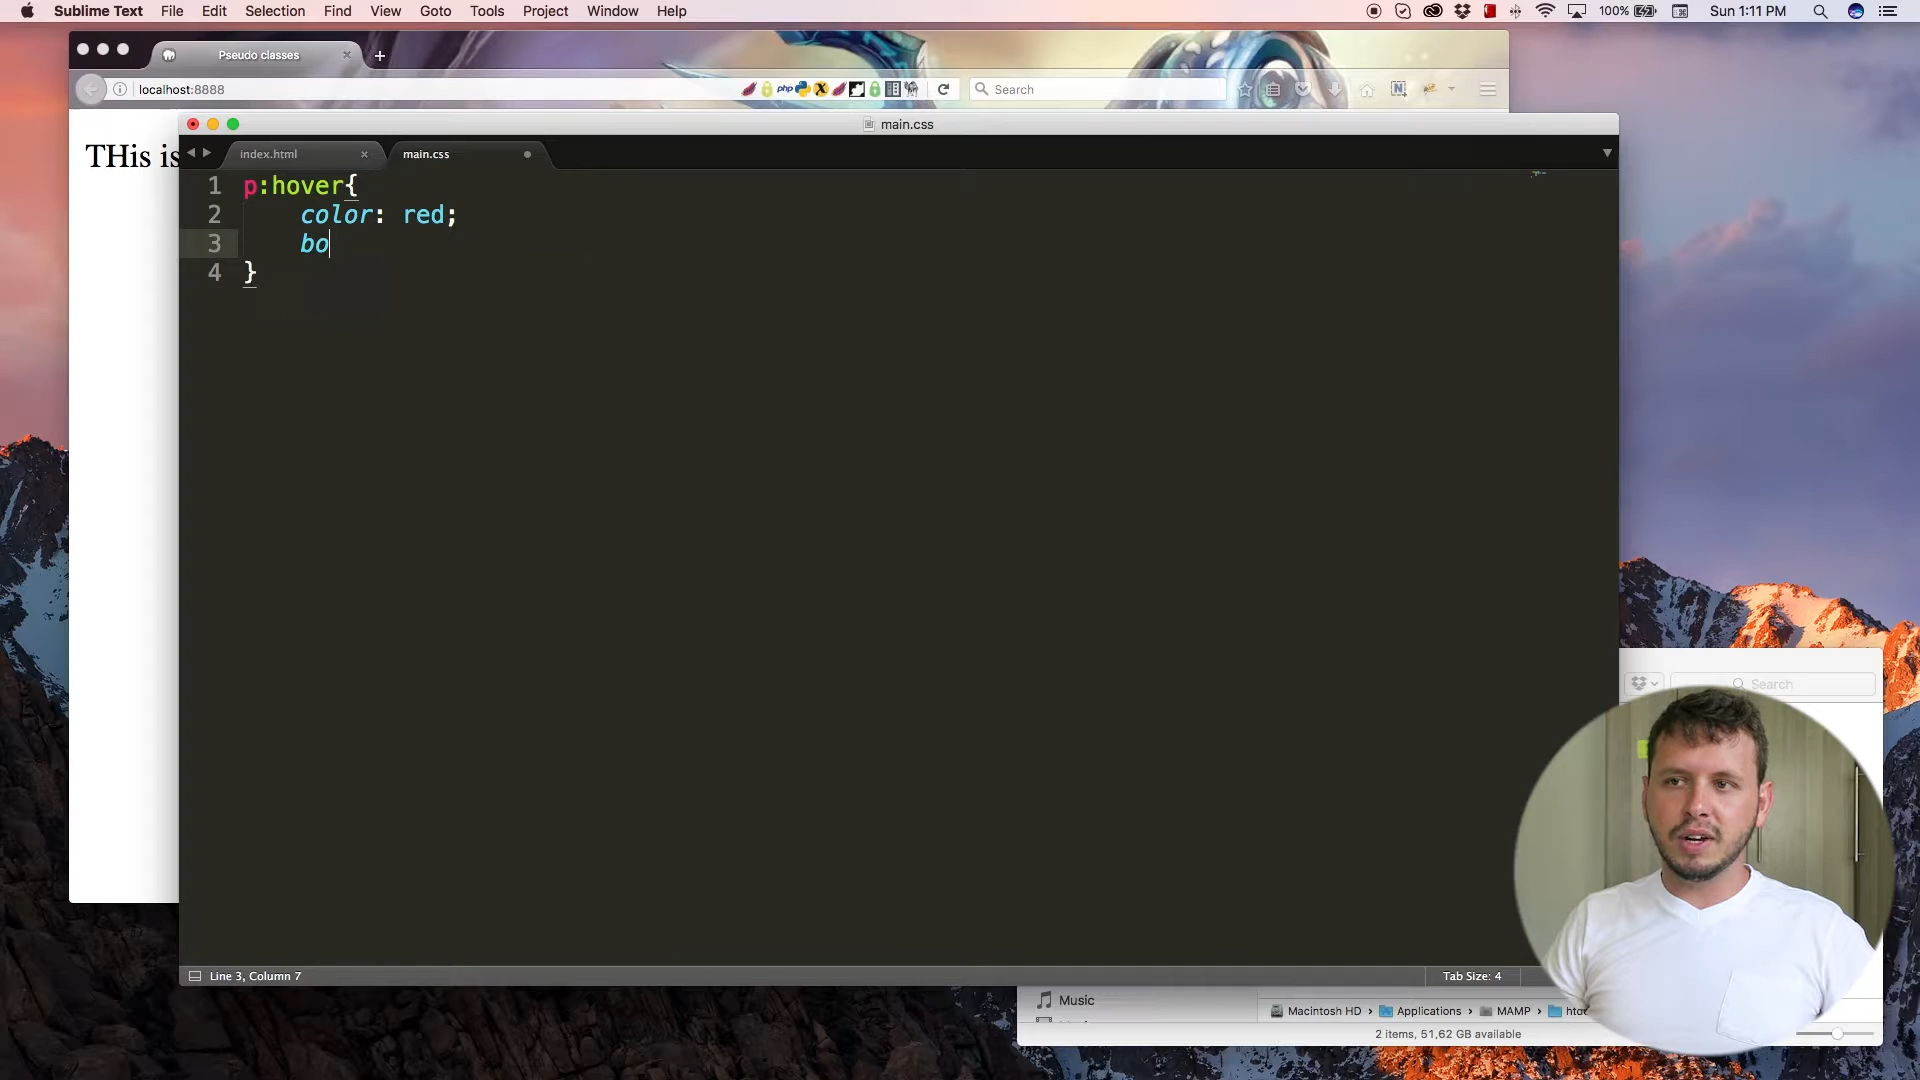 Sublime Text File Edit Selection Find View Goto Tools Project Window Help 100% Sun 1:11 PM
Pseudo classes
localhost:8888 php Search
main.css
THis is
index.html main.css
1 p:hover{
2 color: red;
3 bo
4 }
Search
Line 3, Column 7 Tab Size: 4
Music
Macintosh HD › Applications › MAMP ›
2 items, 51,62 GB available